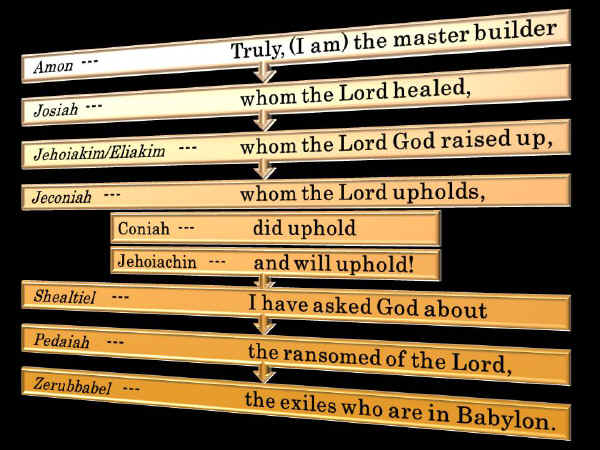 Amon --- Truly, (I am) the master builder
Josiah --- whom the Lord healed,
Jehoiakim/Eliakim --- whom the Lord God raised up,
Jeconiah --- whom the Lord upholds,
Coniah --- did uphold
Jehoiachin --- and will uphold!
Shealtiel --- I have asked God about
Pedaiah --- the ransomed of the Lord,
Zerubbabel --- the exiles who are in Babylon.